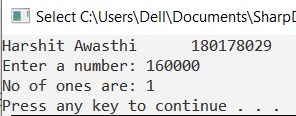 Select C:\Users\Dell\Documents\SharpD
Harshit Awasthi 180178029
Enter a number: 160000
No of ones are: 1
Press any key to continue . . .